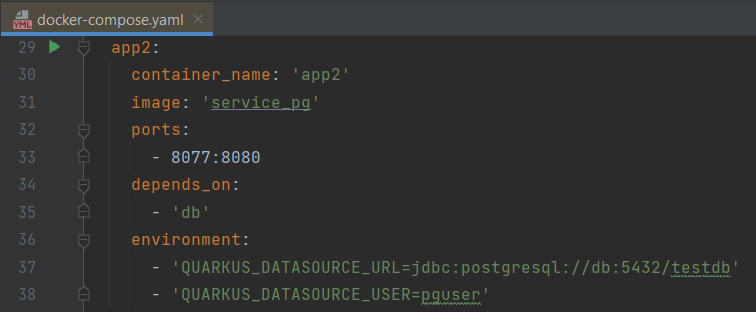 docker-compose.yaml
29 app2:
30 container_name: 'app2'
31 image: 'service_pg'
32 ports:
33 - 8077:8080
34 depends_on:
35 - 'db'
36 environment:
37 - 'QUARKUS_DATASOURCE_URL=jdbc:postgresql://db:5432/testdb'
38 - 'QUARKUS_DATASOURCE_USER=pguser'